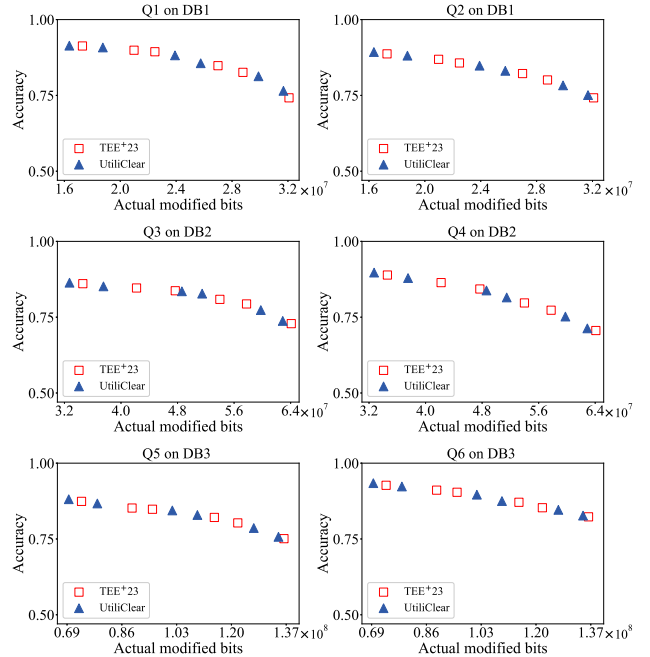 Q1 on DB1
1.00
0.75
0.50
Accuracy
TEE⁺23
UtiliClear
1.6 2.0 2.4 2.8 3.2 ×10⁷
Actual modified bits
Q2 on DB1
1.00
0.75
0.50
Accuracy
TEE⁺23
UtiliClear
1.6 2.0 2.4 2.8 3.2 ×10⁷
Actual modified bits
Q3 on DB2
1.00
0.75
0.50
Accuracy
TEE⁺23
UtiliClear
3.2 4.0 4.8 5.6 6.4 ×10⁷
Actual modified bits
Q4 on DB2
1.00
0.75
0.50
Accuracy
TEE⁺23
UtiliClear
3.2 4.0 4.8 5.6 6.4 ×10⁷
Actual modified bits
Q5 on DB3
1.00
0.75
0.50
Accuracy
TEE⁺23
UtiliClear
0.69 0.86 1.03 1.20 1.37 ×10⁸
Actual modified bits
Q6 on DB3
1.00
0.75
0.50
Accuracy
TEE⁺23
UtiliClear
0.69 0.86 1.03 1.20 1.37 ×10⁸
Actual modified bits